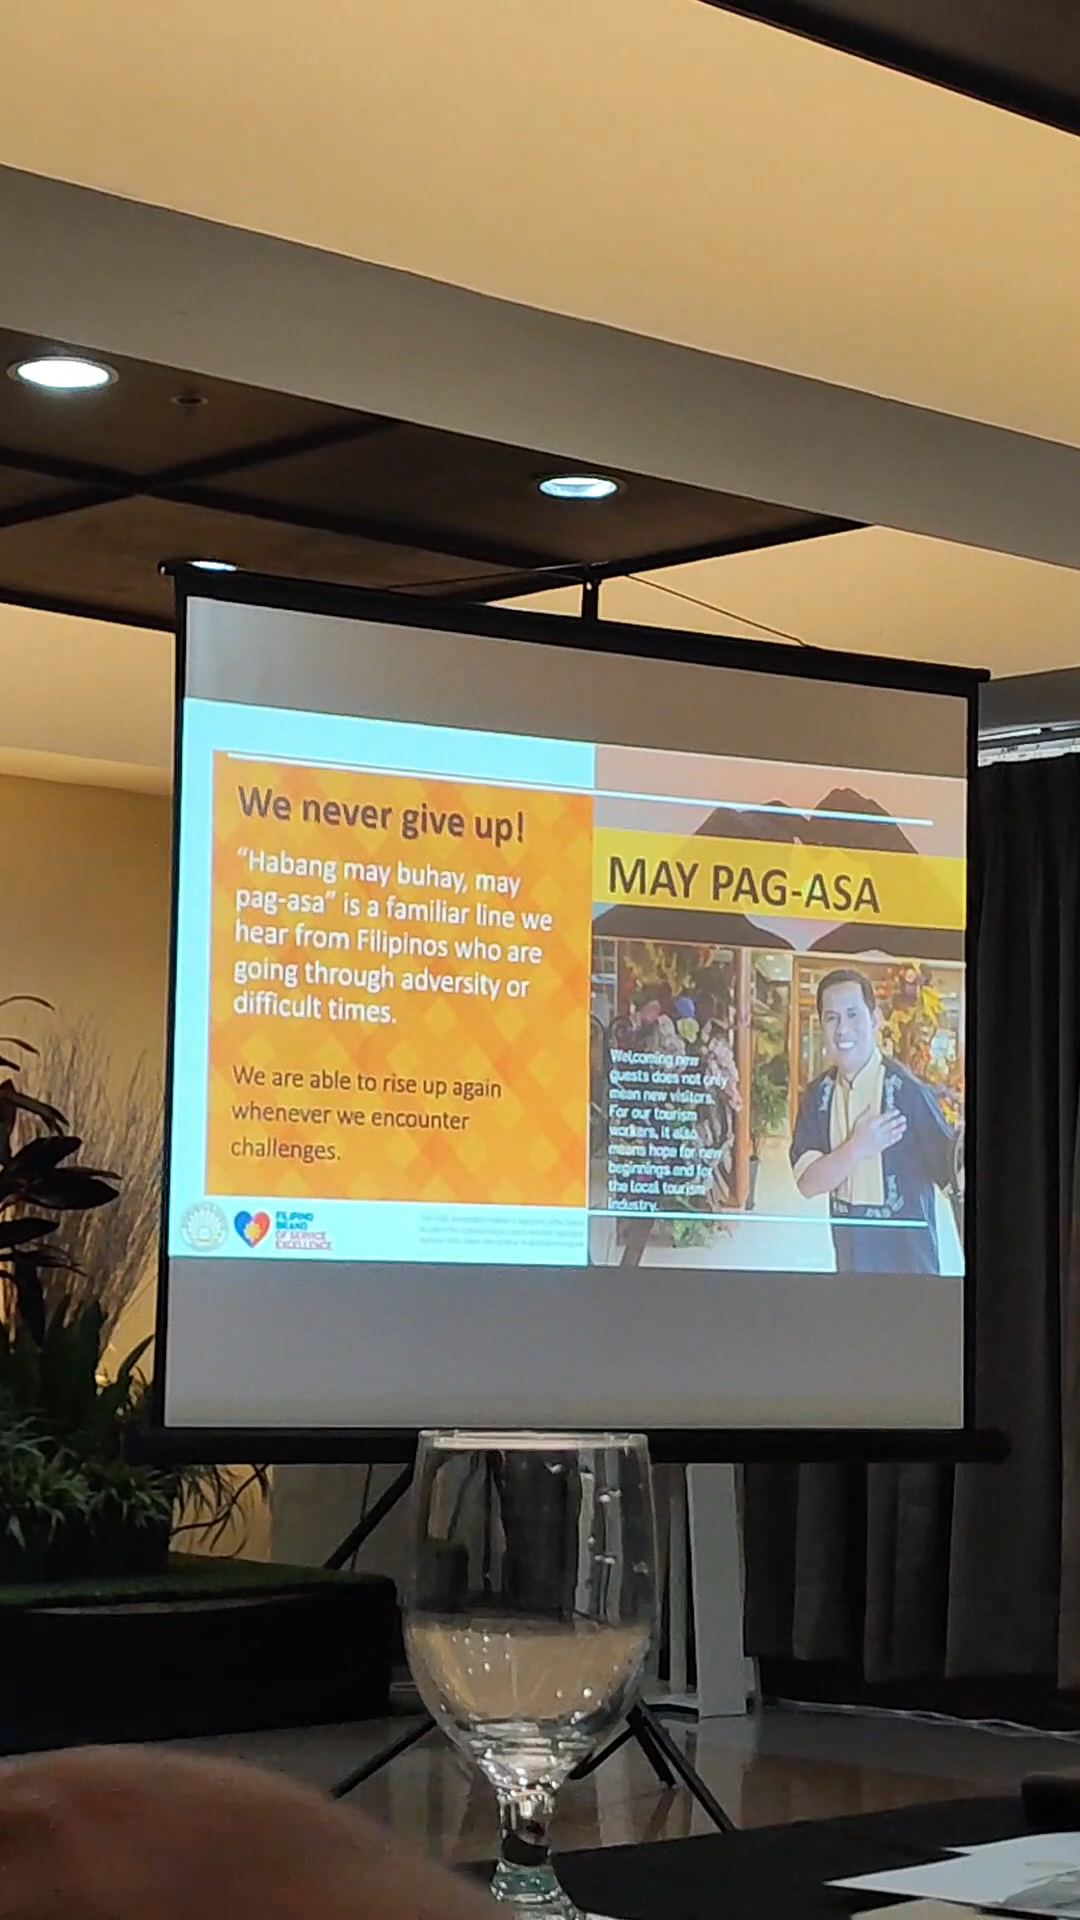 We never give up!
“Habang may buhay, may
pag-asa” is a familiar line we
hear from Filipinos who are
going through adversity or
difficult times.
We are able to rise up again
whenever we encounter
challenges.
FILIPINO
BRAND
OF SERVICE
EXCELLENCE
MAY PAG-ASA
Welcoming new
guests does not only
mean new visitors.
For our tourism
workers, it also
means hope for new
beginnings and for
the local tourism
industry.